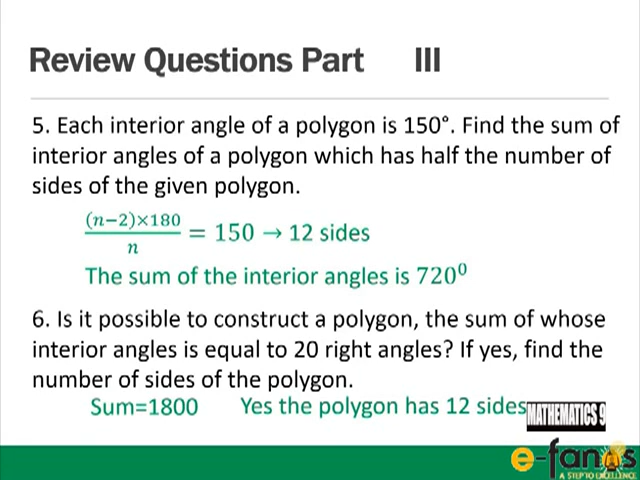 Review Questions Part III
5. Each interior angle of a polygon is 150°. Find the sum of
interior angles of a polygon which has half the number of
sides of the given polygon.
(n−2)×180/n = 150 → 12 sides
The sum of the interior angles is 720⁰
6. Is it possible to construct a polygon, the sum of whose
interior angles is equal to 20 right angles? If yes, find the
number of sides of the polygon.
Sum=1800 Yes the polygon has 12 sides
MATHEMATICS 9
e-fanos
A STEP TO EXCELLENCE